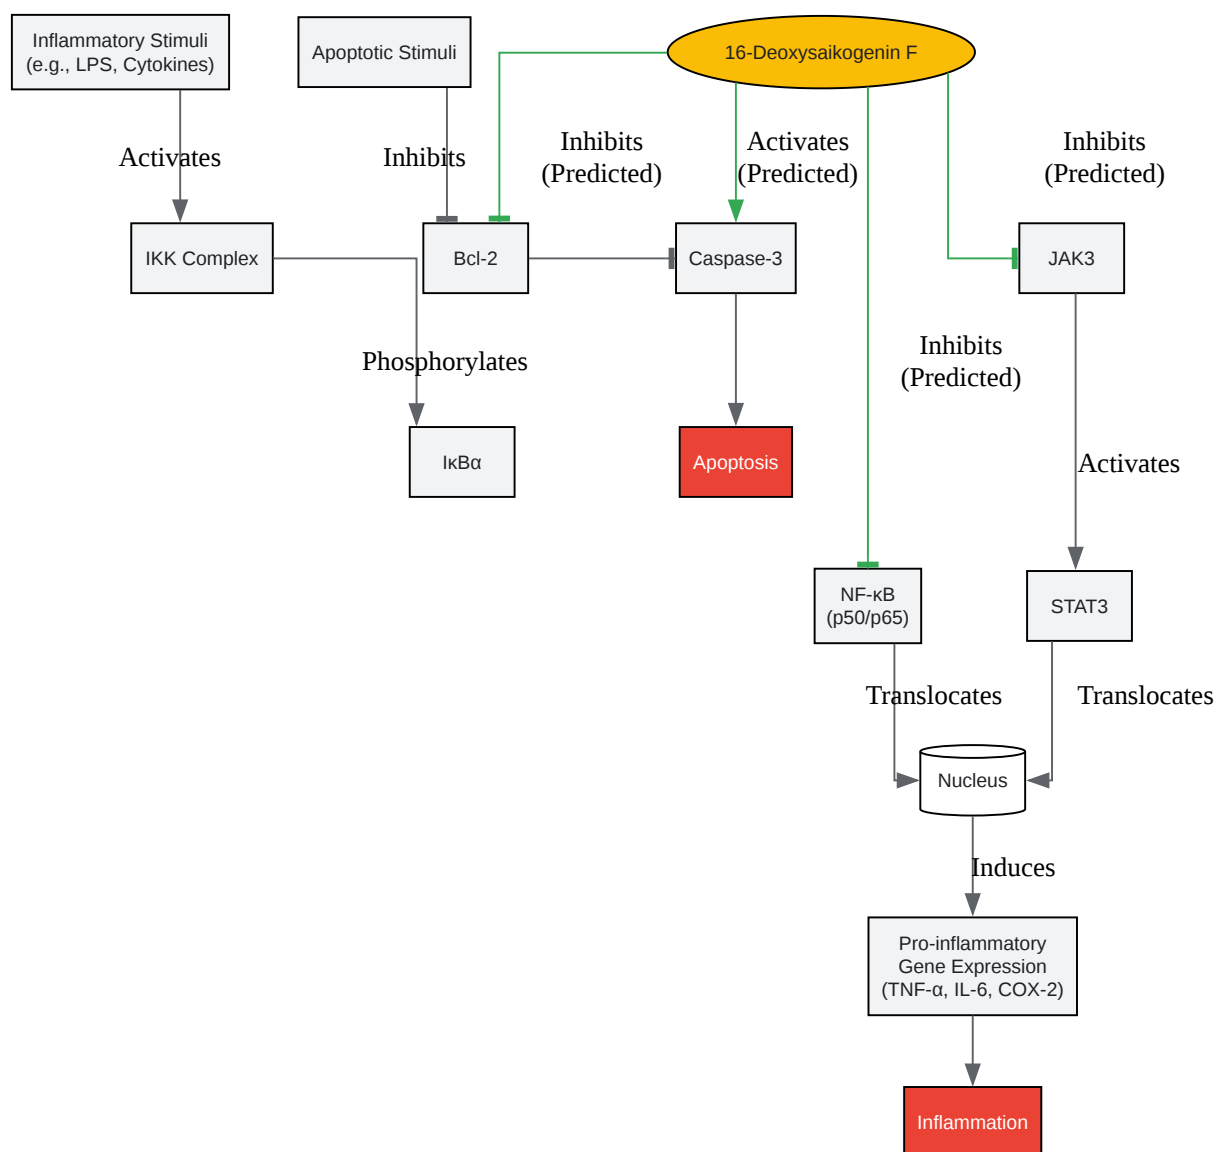 Inflammatory Stimuli
(e.g., LPS, Cytokines)
Apoptotic Stimuli
16-Deoxysaikogenin F
Activates
Inhibits
Inhibits
(Predicted)
Activates
(Predicted)
Inhibits
(Predicted)
IKK Complex
Bcl-2
Caspase-3
JAK3
Phosphorylates
Inhibits
(Predicted)
IκBα
Apoptosis
Activates
NF-κB
(p50/p65)
STAT3
Translocates
Translocates
Nucleus
Induces
Pro-inflammatory
Gene Expression
(TNF-α, IL-6, COX-2)
Inflammation